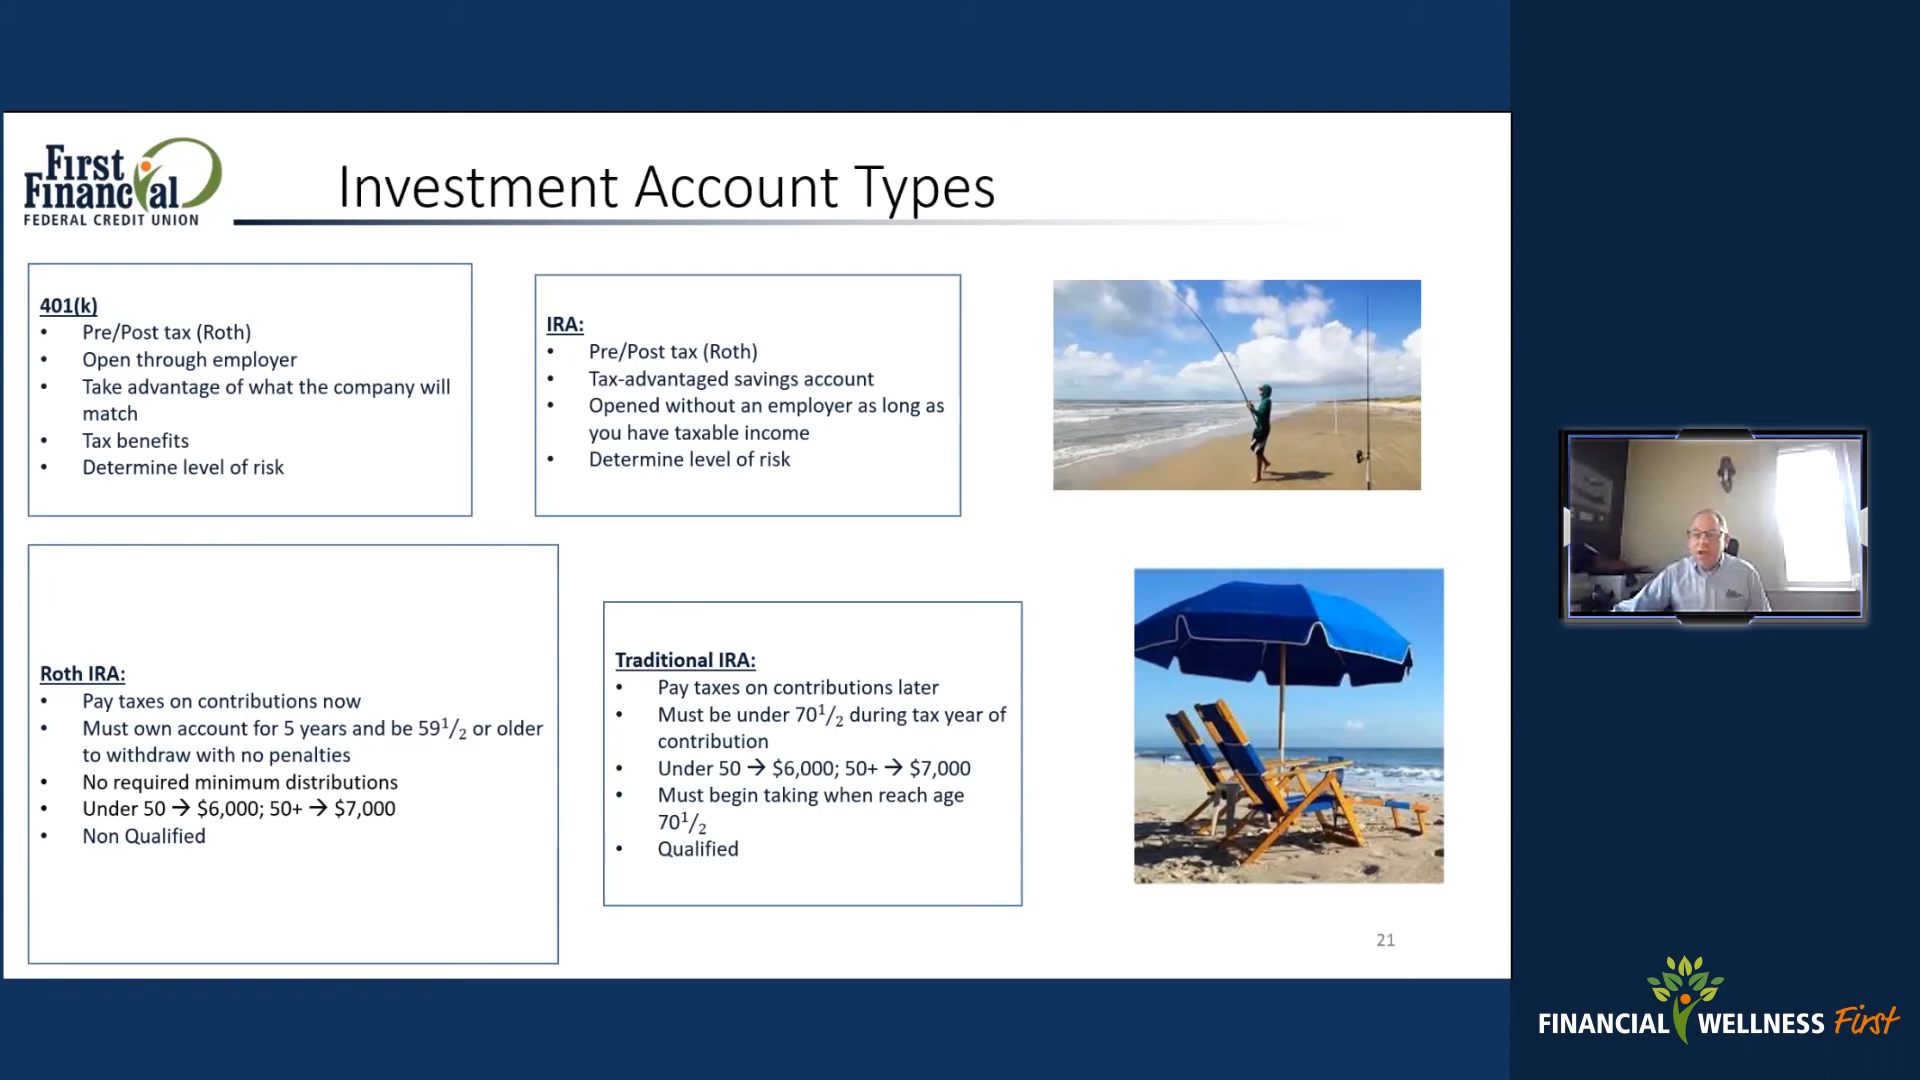 First
Financial
FEDERAL CREDIT UNION
Investment Account Types
401(k)
• Pre/Post tax (Roth)
• Open through employer
• Take advantage of what the company will
match
• Tax benefits
• Determine level of risk
IRA:
• Pre/Post tax (Roth)
• Tax-advantaged savings account
• Opened without an employer as long as
you have taxable income
• Determine level of risk
Roth IRA:
• Pay taxes on contributions now
• Must own account for 5 years and be 59¹/₂ or older
to withdraw with no penalties
• No required minimum distributions
• Under 50 → $6,000; 50+ → $7,000
• Non Qualified
Traditional IRA:
• Pay taxes on contributions later
• Must be under 70¹/₂ during tax year of
contribution
• Under 50 → $6,000; 50+ → $7,000
• Must begin taking when reach age
70¹/₂
• Qualified
21
FINANCIAL WELLNESS First